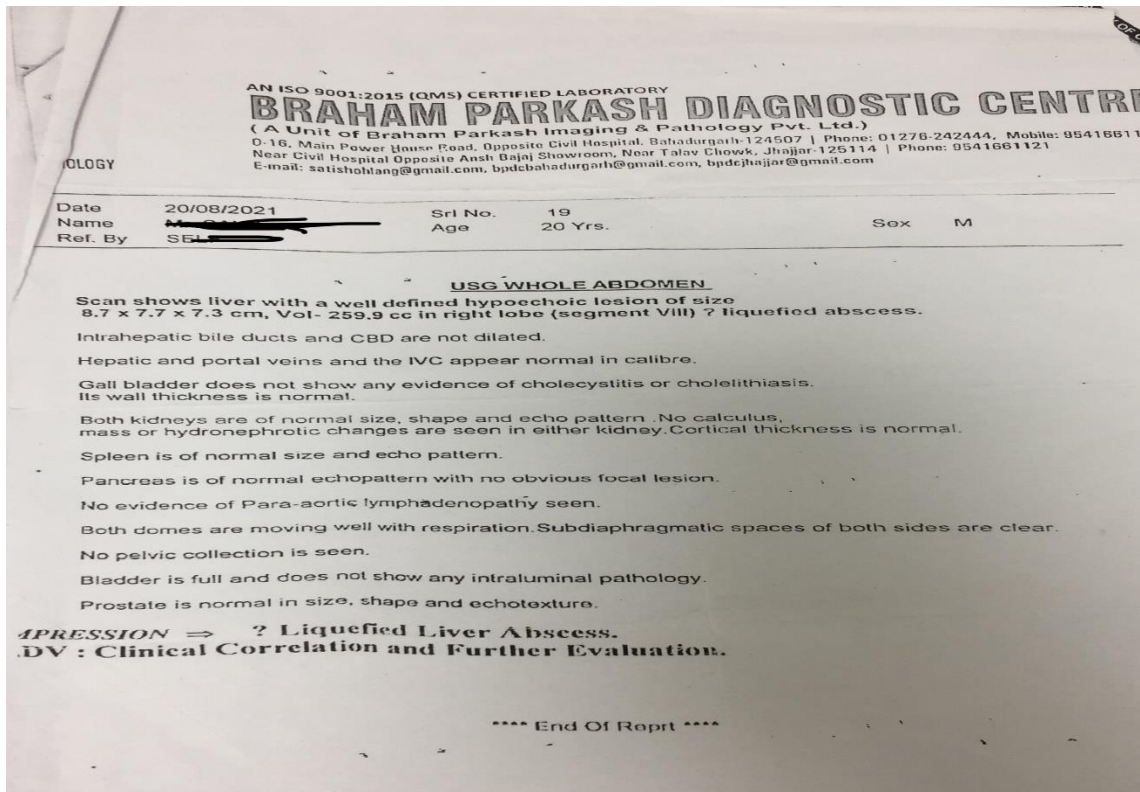 AN ISO 9001:2015 (QMS) CERTIFIED LABORATORY
BRAHAM PARKASH DIAGNOSTIC CENTRE
( A Unit of Braham Parkash Imaging & Pathology Pvt. Ltd.)
D-16, Main Power House Road, Opposite Civil Hospital, Bahadurgarh-124507 | Phone: 01276-242444, Mobile: 95416611
Near Civil Hospital Opposite Ansh Bajaj Showroom, Near Talav Chowk, Jhajjar-125114 | Phone: 9541661121
E-mail: satishohlang@gmail.com, bpdcbahadurgarh@gmail.com, bpdcjhajjar@gmail.com
OLOGY
Date 20/08/2021 Srl No. 19
Name Age 20 Yrs. Sex M
Ref. By SEL
USG WHOLE ABDOMEN
Scan shows liver with a well defined hypoechoic lesion of size
8.7 x 7.7 x 7.3 cm, Vol- 259.9 cc in right lobe (segment VIII) ? liquefied abscess.
Intrahepatic bile ducts and CBD are not dilated.
Hepatic and portal veins and the IVC appear normal in calibre.
Gall bladder does not show any evidence of cholecystitis or cholelithiasis.
Its wall thickness is normal.
Both kidneys are of normal size, shape and echo pattern .No calculus,
mass or hydronephrotic changes are seen in either kidney.Cortical thickness is normal.
Spleen is of normal size and echo pattern.
Pancreas is of normal echopattern with no obvious focal lesion.
No evidence of Para-aortic lymphadenopathy seen.
Both domes are moving well with respiration.Subdiaphragmatic spaces of both sides are clear.
No pelvic collection is seen.
Bladder is full and does not show any intraluminal pathology.
Prostate is normal in size, shape and echotexture.
MPRESSION ⇒ ? Liquefied Liver Abscess.
.DV : Clinical Correlation and Further Evaluation.
**** End Of Roprt ****